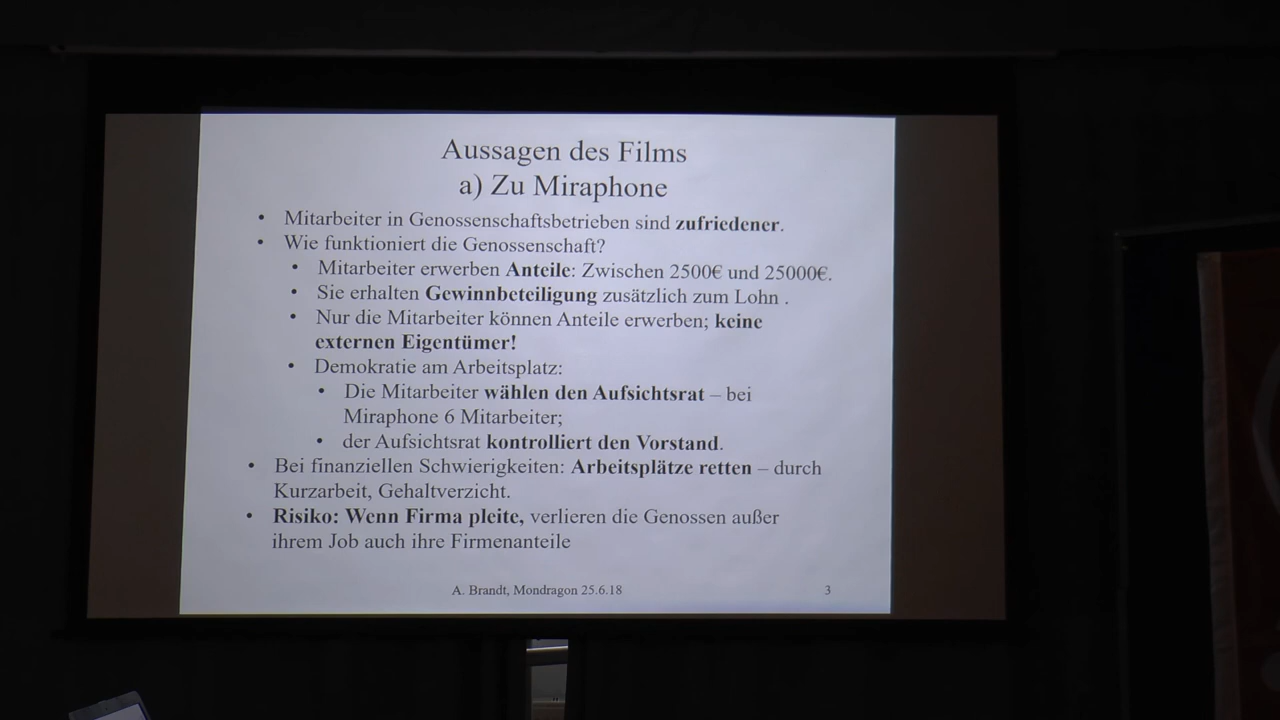 Aussagen des Films
a) Zu Miraphone
• Mitarbeiter in Genossenschaftsbetrieben sind zufriedener.
• Wie funktioniert die Genossenschaft?
• Mitarbeiter erwerben Anteile: Zwischen 2500€ und 25000€.
• Sie erhalten Gewinnbeteiligung zusätzlich zum Lohn .
• Nur die Mitarbeiter können Anteile erwerben; keine
externen Eigentümer!
• Demokratie am Arbeitsplatz:
• Die Mitarbeiter wählen den Aufsichtsrat – bei
Miraphone 6 Mitarbeiter;
• der Aufsichtsrat kontrolliert den Vorstand.
• Bei finanziellen Schwierigkeiten: Arbeitsplätze retten – durch
Kurzarbeit, Gehaltverzicht.
• Risiko: Wenn Firma pleite, verlieren die Genossen außer
ihrem Job auch ihre Firmenanteile
A. Brandt, Mondragon 25.6.18
3